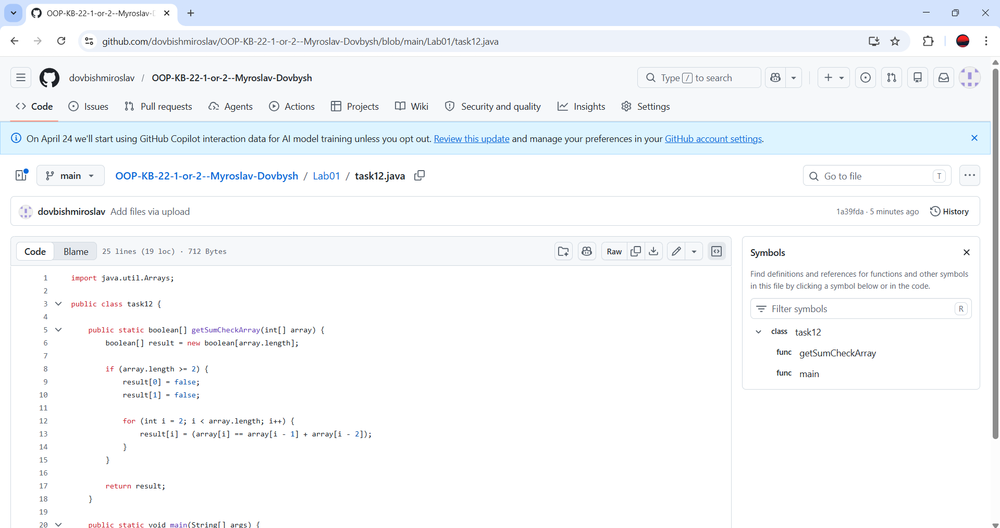 OOP-KB-22-1-or-2--Myroslav-D
github.com/dovbishmiroslav/OOP-KB-22-1-or-2--Myroslav-Dovbysh/blob/main/Lab01/task12.java
dovbishmiroslav / OOP-KB-22-1-or-2--Myroslav-Dovbysh
Type / to search
Code
Issues
Pull requests
Agents
Actions
Projects
Wiki
Security and quality
Insights
Settings
On April 24 we'll start using GitHub Copilot interaction data for AI model training unless you opt out. Review this update and manage your preferences in your GitHub account settings.
main
OOP-KB-22-1-or-2--Myroslav-Dovbysh / Lab01 / task12.java
Go to file T
dovbishmiroslav Add files via upload
1a39fda · 5 minutes ago
History
Code Blame 25 lines (19 loc) · 712 Bytes
Raw
1 import java.util.Arrays;
2
3 public class task12 {
4
5 public static boolean[] getSumCheckArray(int[] array) {
6 boolean[] result = new boolean[array.length];
7
8 if (array.length >= 2) {
9 result[0] = false;
10 result[1] = false;
11
12 for (int i = 2; i < array.length; i++) {
13 result[i] = (array[i] == array[i - 1] + array[i - 2]);
14 }
15 }
16
17 return result;
18 }
19
20 public static void main(String[] args) {
Symbols
Find definitions and references for functions and other symbols
in this file by clicking a symbol below or in the code.
Filter symbols R
class task12
func getSumCheckArray
func main